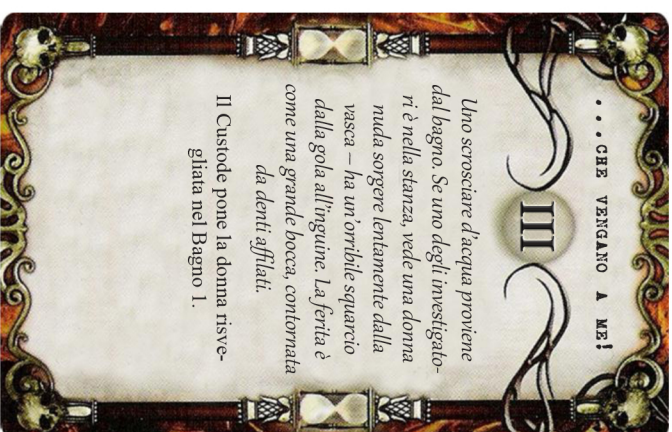 ...CHE VENGANO A ME!
III
Uno scrosciare d'acqua proviene
dal bagno. Se uno degli investigato-
ri è nella stanza, vede una donna
nuda sorgere lentamente dalla
vasca – ha un'orribile squarcio
dalla gola all'inguine. La ferita è
come una grande bocca, contornata
da denti affilati.
Il Custode pone la donna risve-
gliata nel Bagno 1.